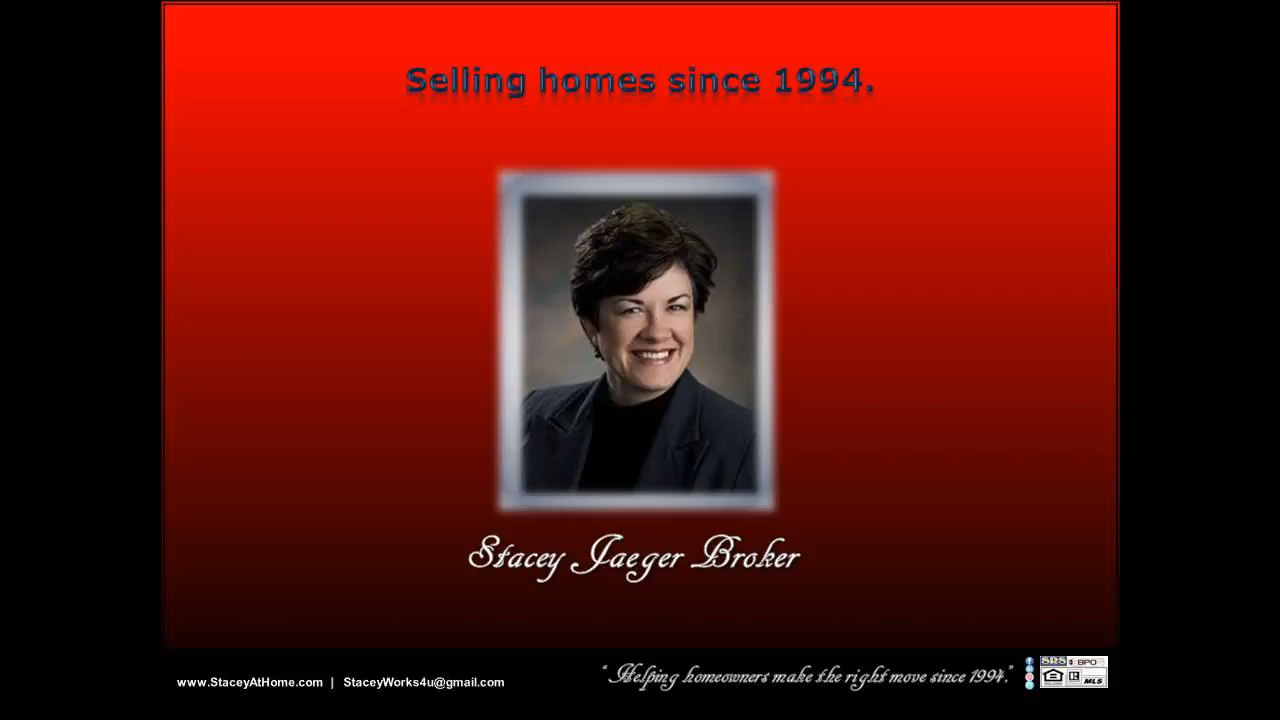 Selling homes since 1994.
Stacey Jaeger Broker
www.StaceyAtHome.com | StaceyWorks4u@gmail.com
“Helping homeowners make the right move since 1994.”
SRS BPO
R MLS